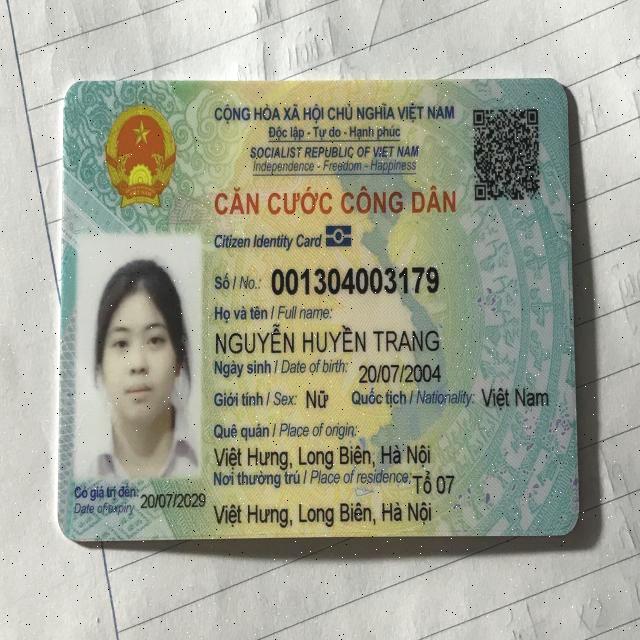 CỘNG HÒA XÃ HỘI CHỦ NGHĨA VIỆT NAM
Độc lập - Tự do - Hạnh phúc
SOCIALIST REPUBLIC OF VIET NAM
Independence - Freedom - Happiness
CĂN CƯỚC CÔNG DÂN
Citizen Identity Card
Số / No.: 001304003179
Họ và tên / Full name:
NGUYỄN HUYỀN TRANG
Ngày sinh / Date of birth: 20/07/2004
Giới tính / Sex: Nữ Quốc tịch / Nationality: Việt Nam
Quê quán / Place of origin:
Việt Hưng, Long Biên, Hà Nội
Nơi thường trú / Place of residence: Tổ 07
Việt Hưng, Long Biên, Hà Nội
Có giá trị đến: 20/07/2029
Date of expiry